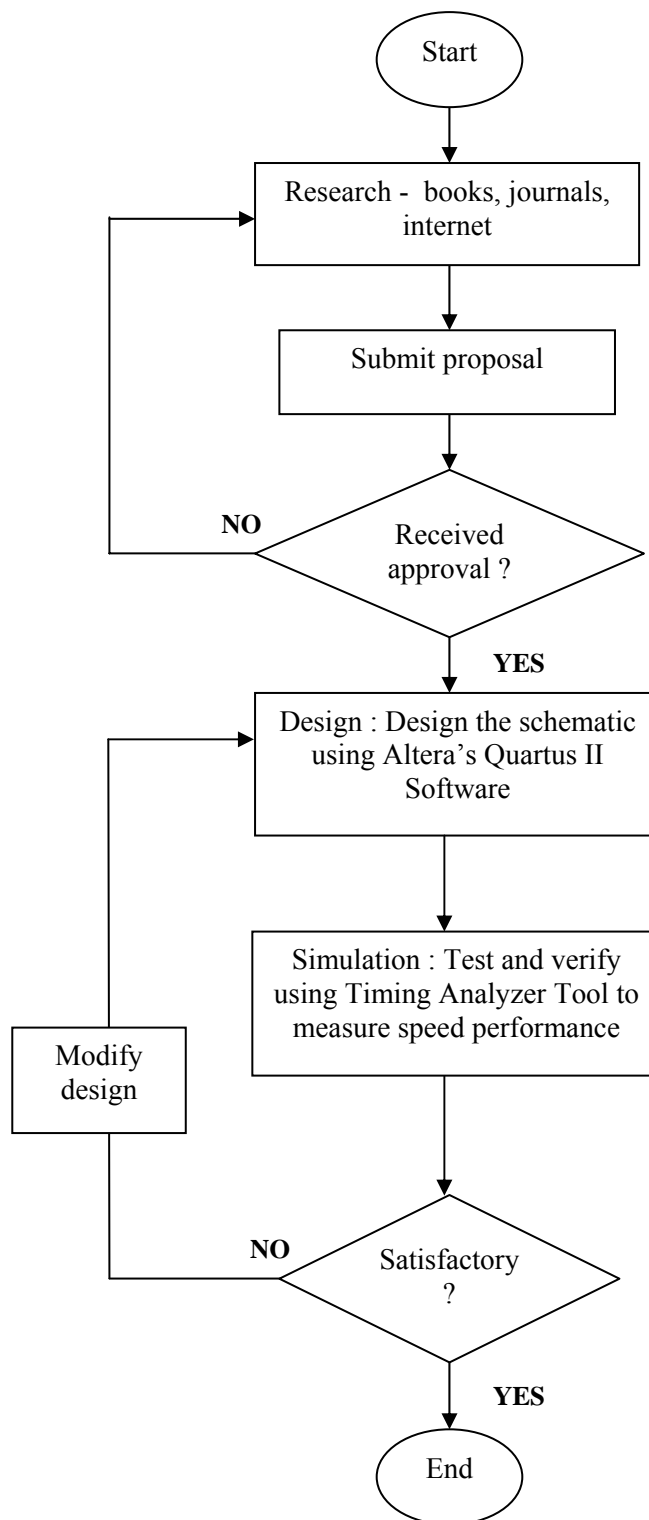 Start
Research -  books, journals,
internet
Submit proposal
NO
Received
approval ?
YES
Design : Design the schematic
using Altera’s Quartus II
Software
Simulation : Test and verify
using Timing Analyzer Tool to
measure speed performance
Modify
design
NO
Satisfactory
?
YES
End